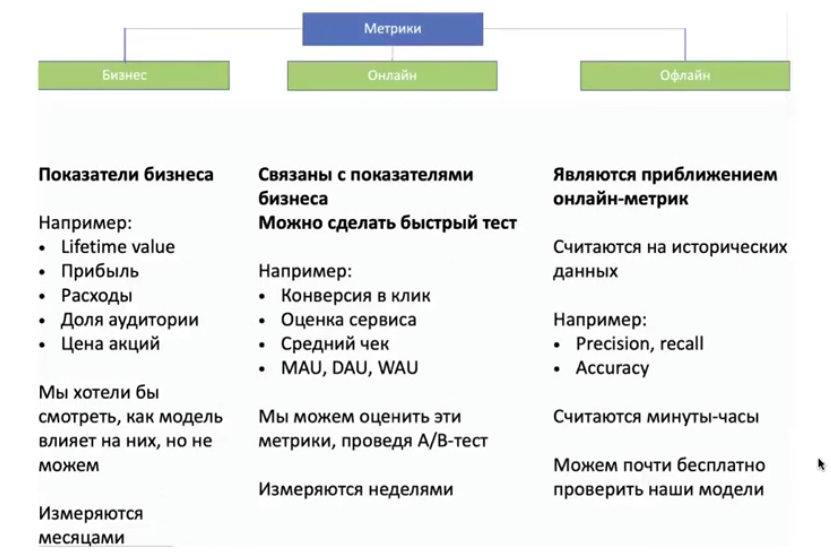 Метрики
Бизнес
Онлайн
Офлайн
Показатели бизнеса
Например:
• Lifetime value
• Прибыль
• Расходы
• Доля аудитории
• Цена акций
Мы хотели бы
смотреть, как модель
влияет на них, но не
можем
Измеряются
месяцами
Связаны с показателями
бизнеса
Можно сделать быстрый тест
Например:
• Конверсия в клик
• Оценка сервиса
• Средний чек
• MAU, DAU, WAU
Мы можем оценить эти
метрики, проведя A/B-тест
Измеряются неделями
Являются приближением
онлайн-метрик
Считаются на исторических
данных
Например:
• Precision, recall
• Accuracy
Считаются минуты-часы
Можем почти бесплатно
проверить наши модели